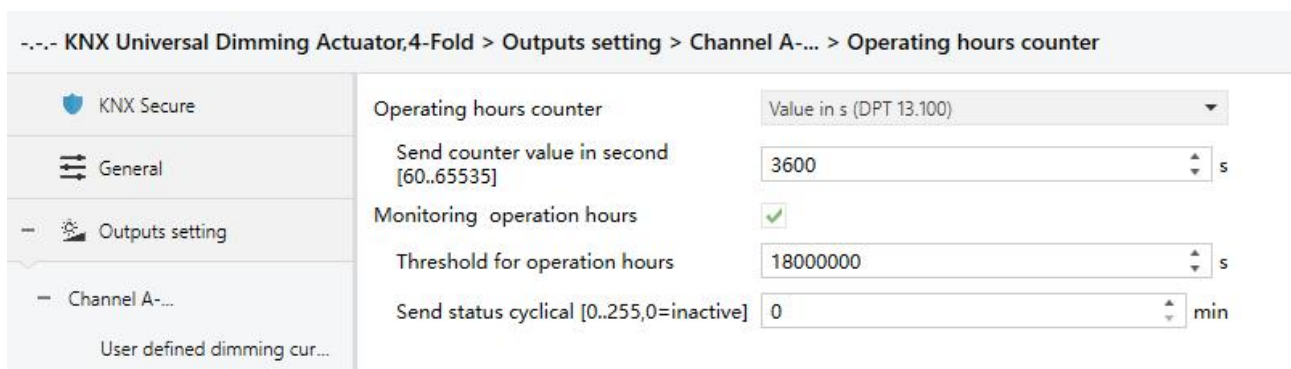 -.-.- KNX Universal Dimming Actuator,4-Fold > Outputs setting > Channel A-... > Operating hours counter
KNX Secure
General
Outputs setting
Channel A-...
User defined dimming cur...
Operating hours counter Value in s (DPT 13.100)
Send counter value in second
[60..65535] 3600 s
Monitoring operation hours
Threshold for operation hours 18000000 s
Send status cyclical [0..255,0=inactive] 0 min